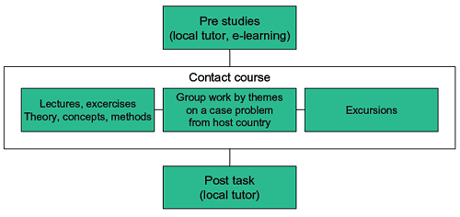 Pre studies
(local tutor, e-learning)
Contact course
Lectures, excercises
Theory, concepts, methods
Group work by themes
on a case problem
from host country
Excursions
Post task
(local tutor)